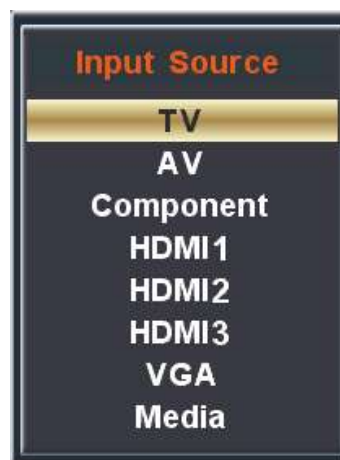 Input Source
TV
AV
Component
HDMI1
HDMI2
HDMI3
VGA
Media